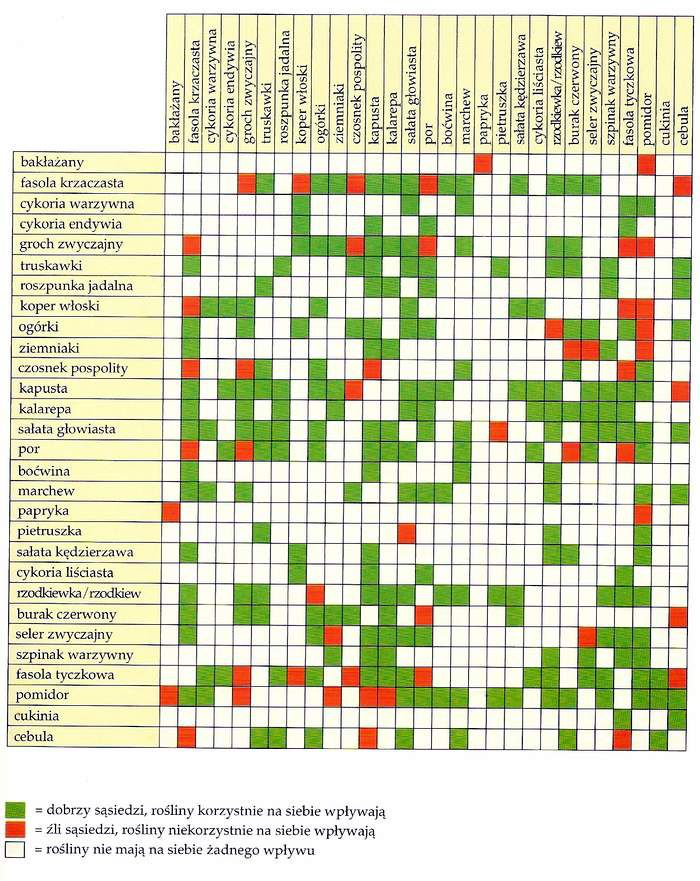 bakłażany
fasola krzaczasta
cykoria warzywna
cykoria endywia
groch zwyczajny
truskawki
roszpunka jadalna
koper włoski
ogórki
ziemniaki
czosnek pospolity
kapusta
kalarepa
sałata głowiasta
por
boćwina
marchew
papryka
pietruszka
sałata kędzierzawa
cykoria liściasta
rzodkiewka/rzodkiew
burak czerwony
seler zwyczajny
szpinak warzywny
fasola tyczkowa
pomidor
cukinia
cebula
bakłażany
fasola krzaczasta
cykoria warzywna
cykoria endywia
groch zwyczajny
truskawki
roszpunka jadalna
koper włoski
ogórki
ziemniaki
czosnek pospolity
kapusta
kalarepa
sałata głowiasta
por
boćwina
marchew
papryka
pietruszka
sałata kędzierzawa
cykoria liściasta
rzodkiewka/rzodkiew
burak czerwony
seler zwyczajny
szpinak warzywny
fasola tyczkowa
pomidor
cukinia
cebula
= dobrzy sąsiedzi, rośliny korzystnie na siebie wpływają
= źli sąsiedzi, rośliny niekorzystnie na siebie wpływają
= rośliny nie mają na siebie żadnego wpływu